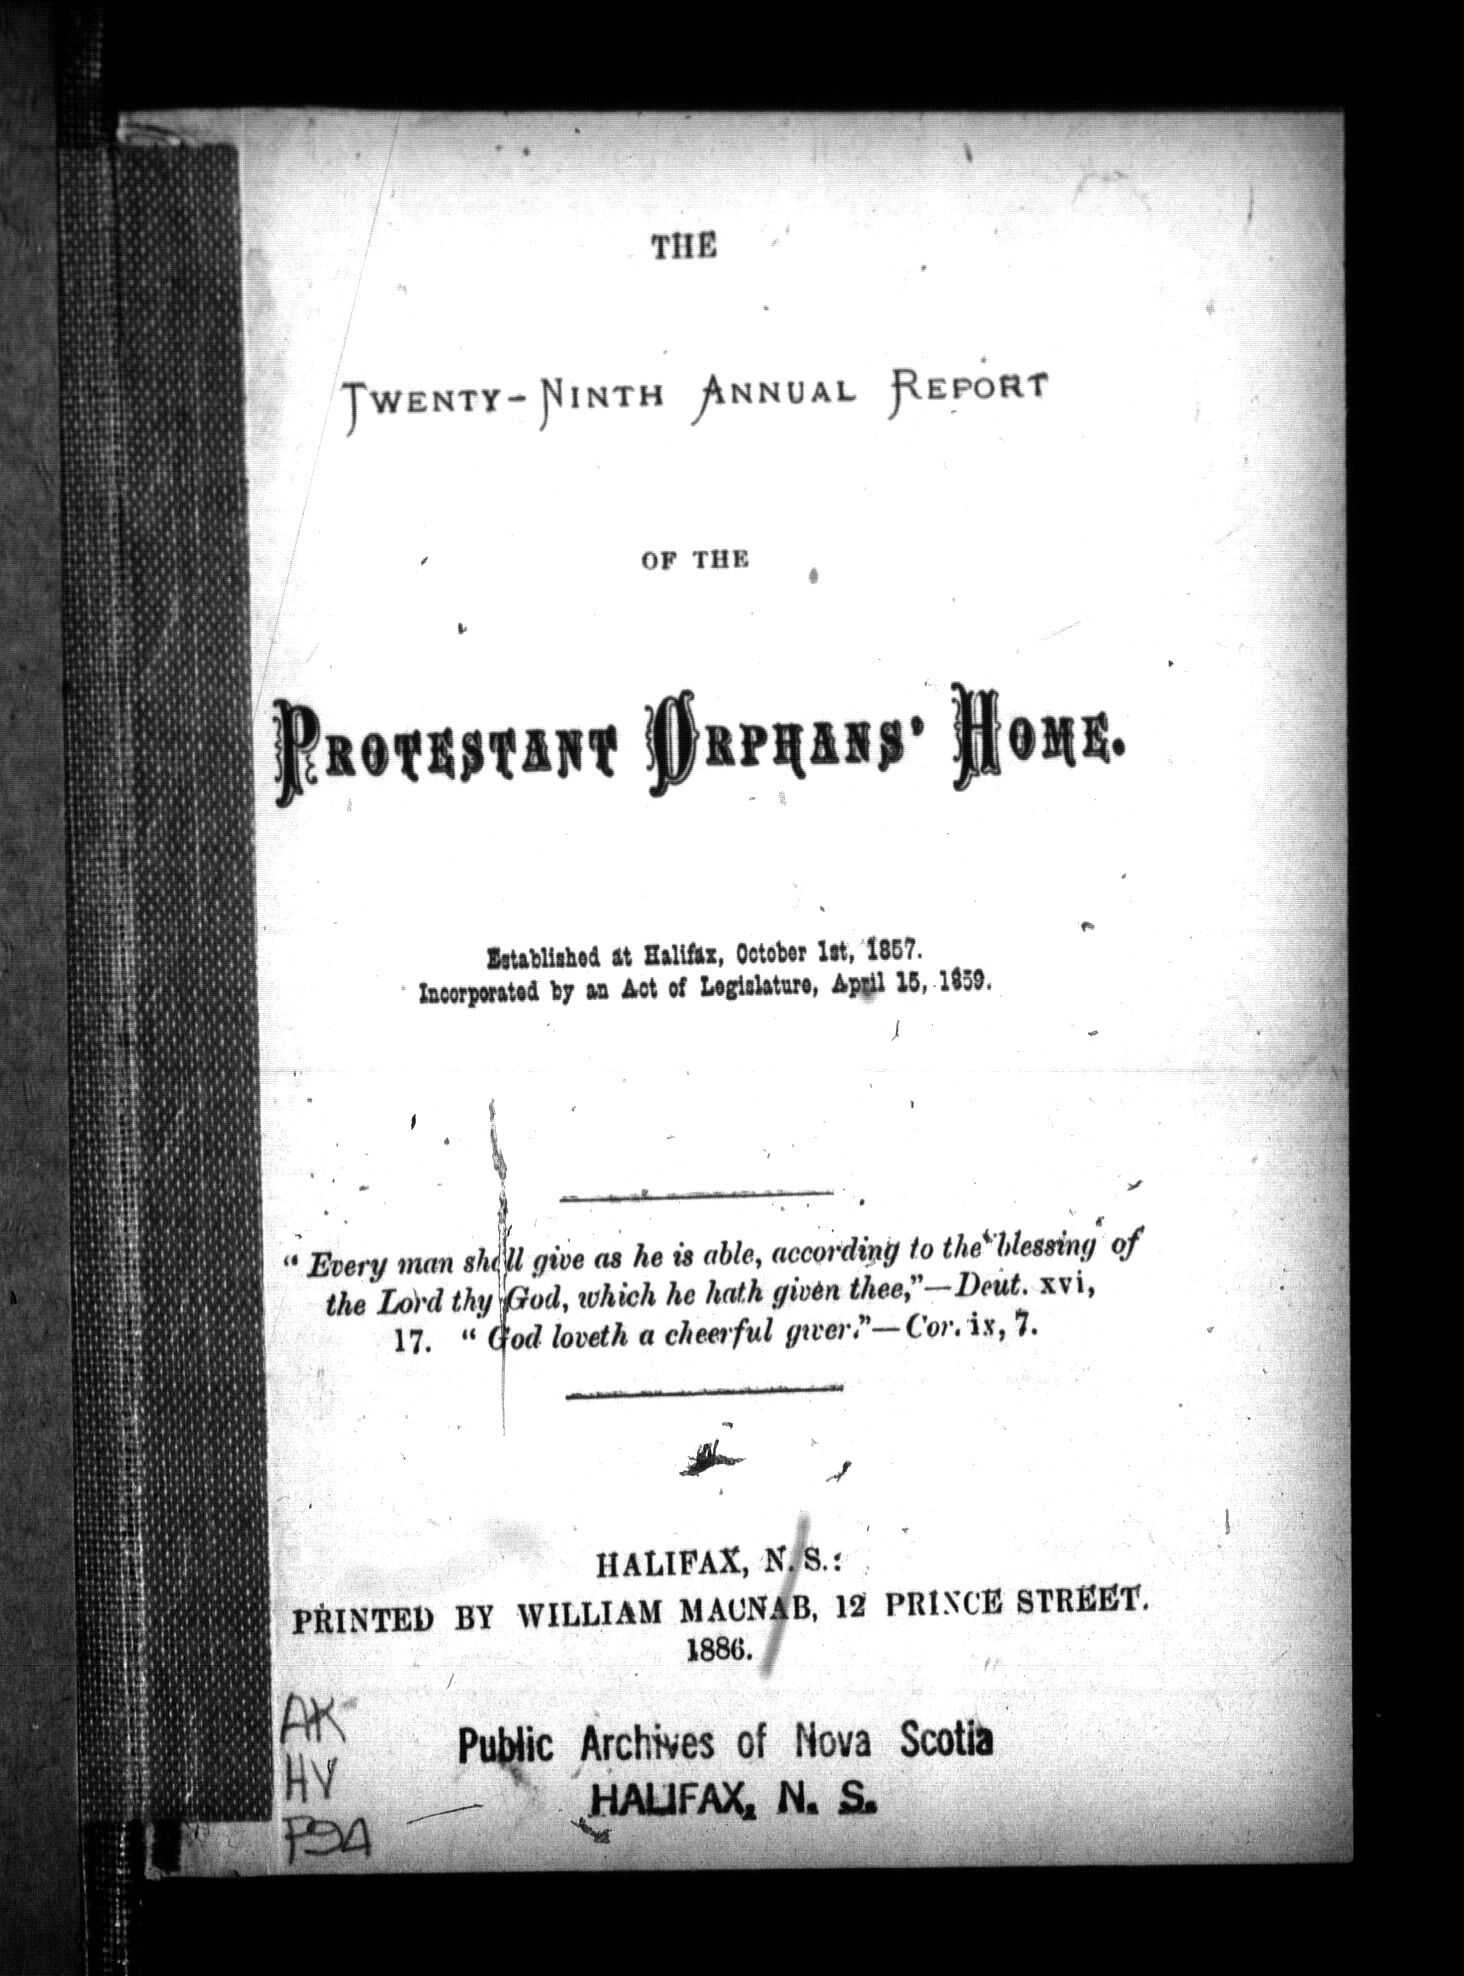 THE
TWENTY-NINTH ANNUAL REPORT
OF THE
PROTESTANT ORPHANS' HOME.
Established at Halifax, October 1st, 1857.
Incorporated by an Act of Legislature, April 15, 1859.
“ Every man shall give as he is able, according to the blessing of
the Lord thy God, which he hath given thee,”—Deut. xvi,
17. “ God loveth a cheerful giver.”—Cor. ix, 7.
HALIFAX, N. S.:
PRINTED BY WILLIAM MACNAB, 12 PRINCE STREET.
1886.
AK
HV
P94
Public Archives of Nova Scotia
HALIFAX, N. S.